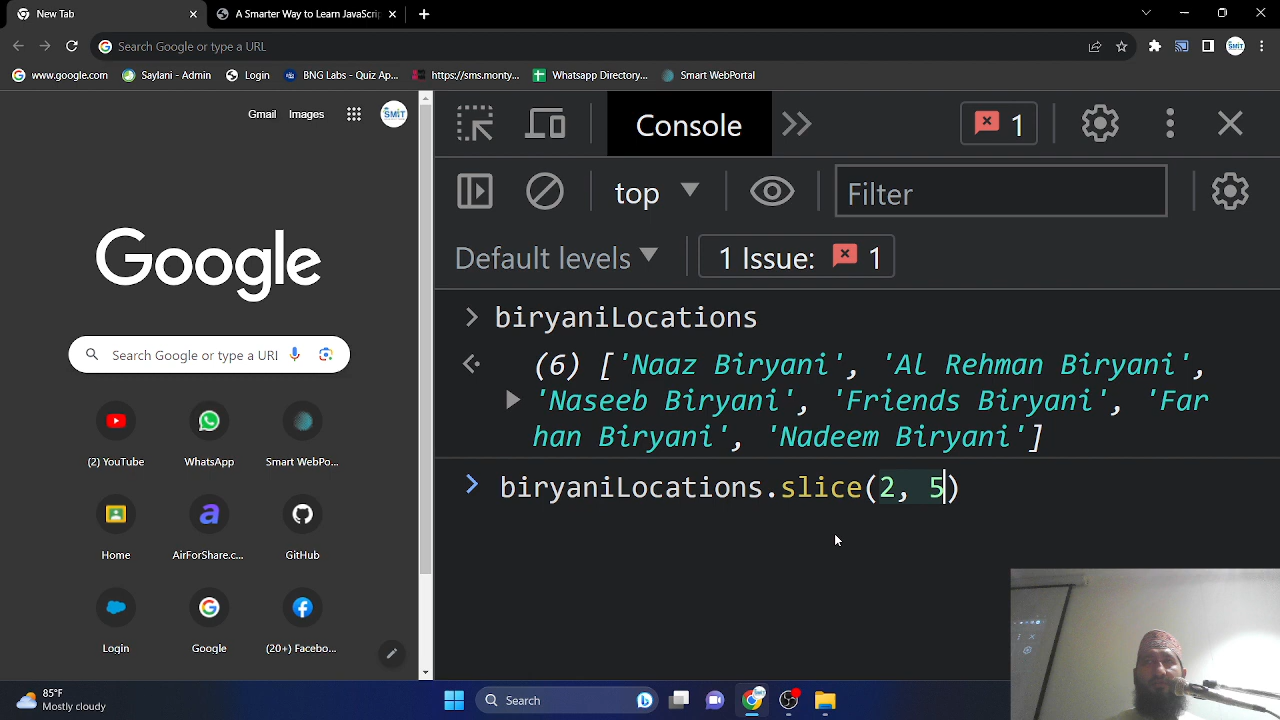 New Tab
A Smarter Way to Learn JavaScri
Search Google or type a URL
SMIT
www.google.com
Saylani - Admin
Login
BNG Labs - Quiz Ap...
https://sms.monty...
Whatsapp Directory...
Smart WebPortal
Gmail
Images
SMIT
Google
Search Google or type a URL
(2) YouTube
WhatsApp
Smart WebPo...
Home
AirForShare.c...
GitHub
Login
Google
(20+) Facebo...
Console
1
top
Filter
Default levels
1 Issue: 1
> biryaniLocations
(6) ['Naaz Biryani', 'Al Rehman Biryani',
'Naseeb Biryani', 'Friends Biryani', 'Far
han Biryani', 'Nadeem Biryani']
> biryaniLocations.slice(2, 5)
85°F
Mostly cloudy
Search